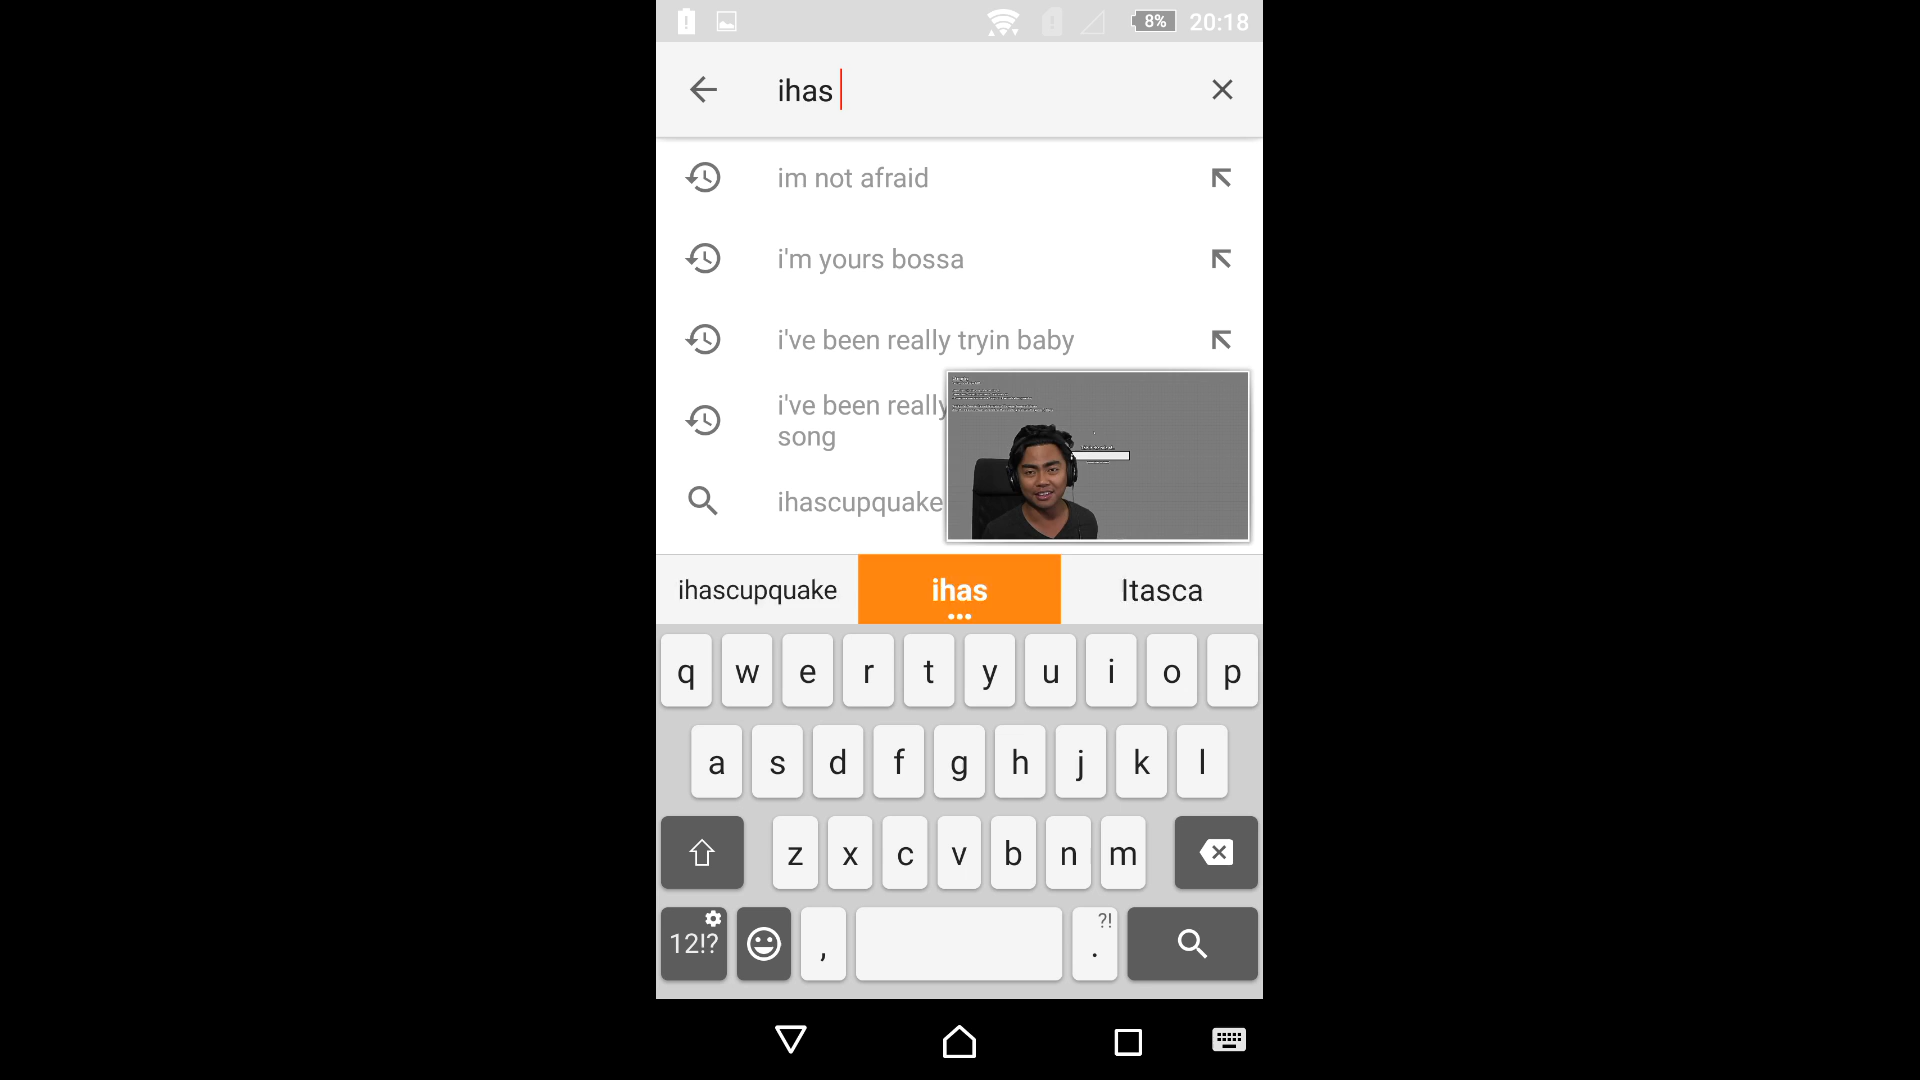 8%
20:18
ihas
im not afraid
i'm yours bossa
i've been really tryin baby
i've been really
song
ihascupquake
ihascupquake
ihas
Itasca
q w e r t y u i o p
a s d f g h j k l
z x c v b n m
12!?
,
?!
.